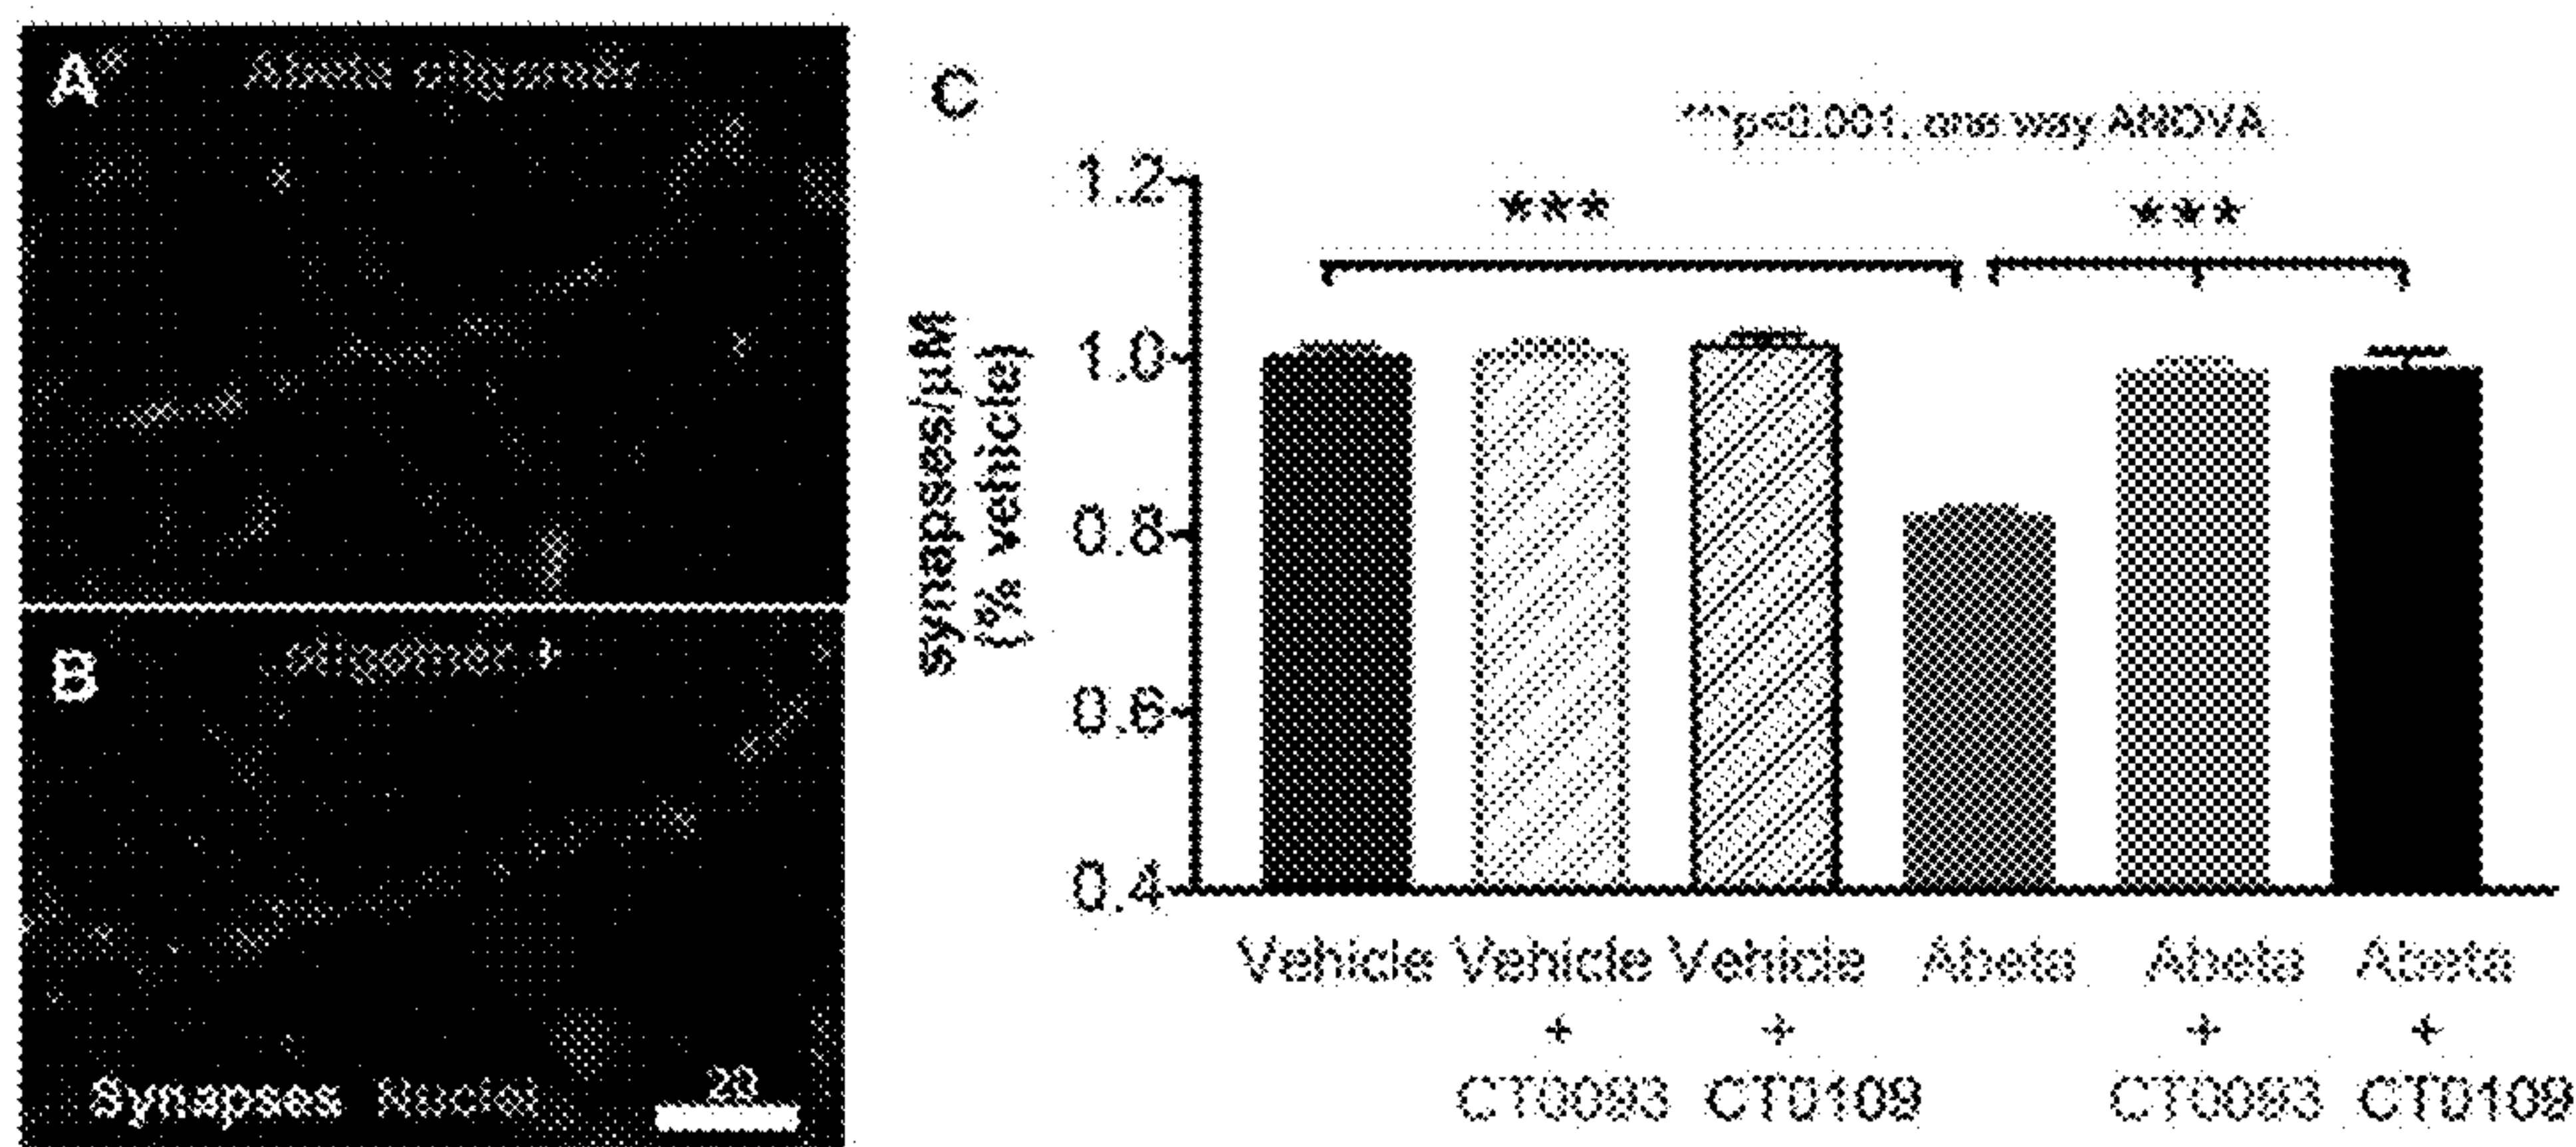 A
Abeta oligomer
B
oligomer +
Synapses Nuclei
20
C
***p<0.001, one way ANOVA
***
***
synapses/µM
(% vehicle)
1.2
1.0
0.8
0.6
0.4
Vehicle Vehicle Vehicle Abeta Abeta Abeta
+ + + +
CT0093 CT0109 CT0093 CT0109